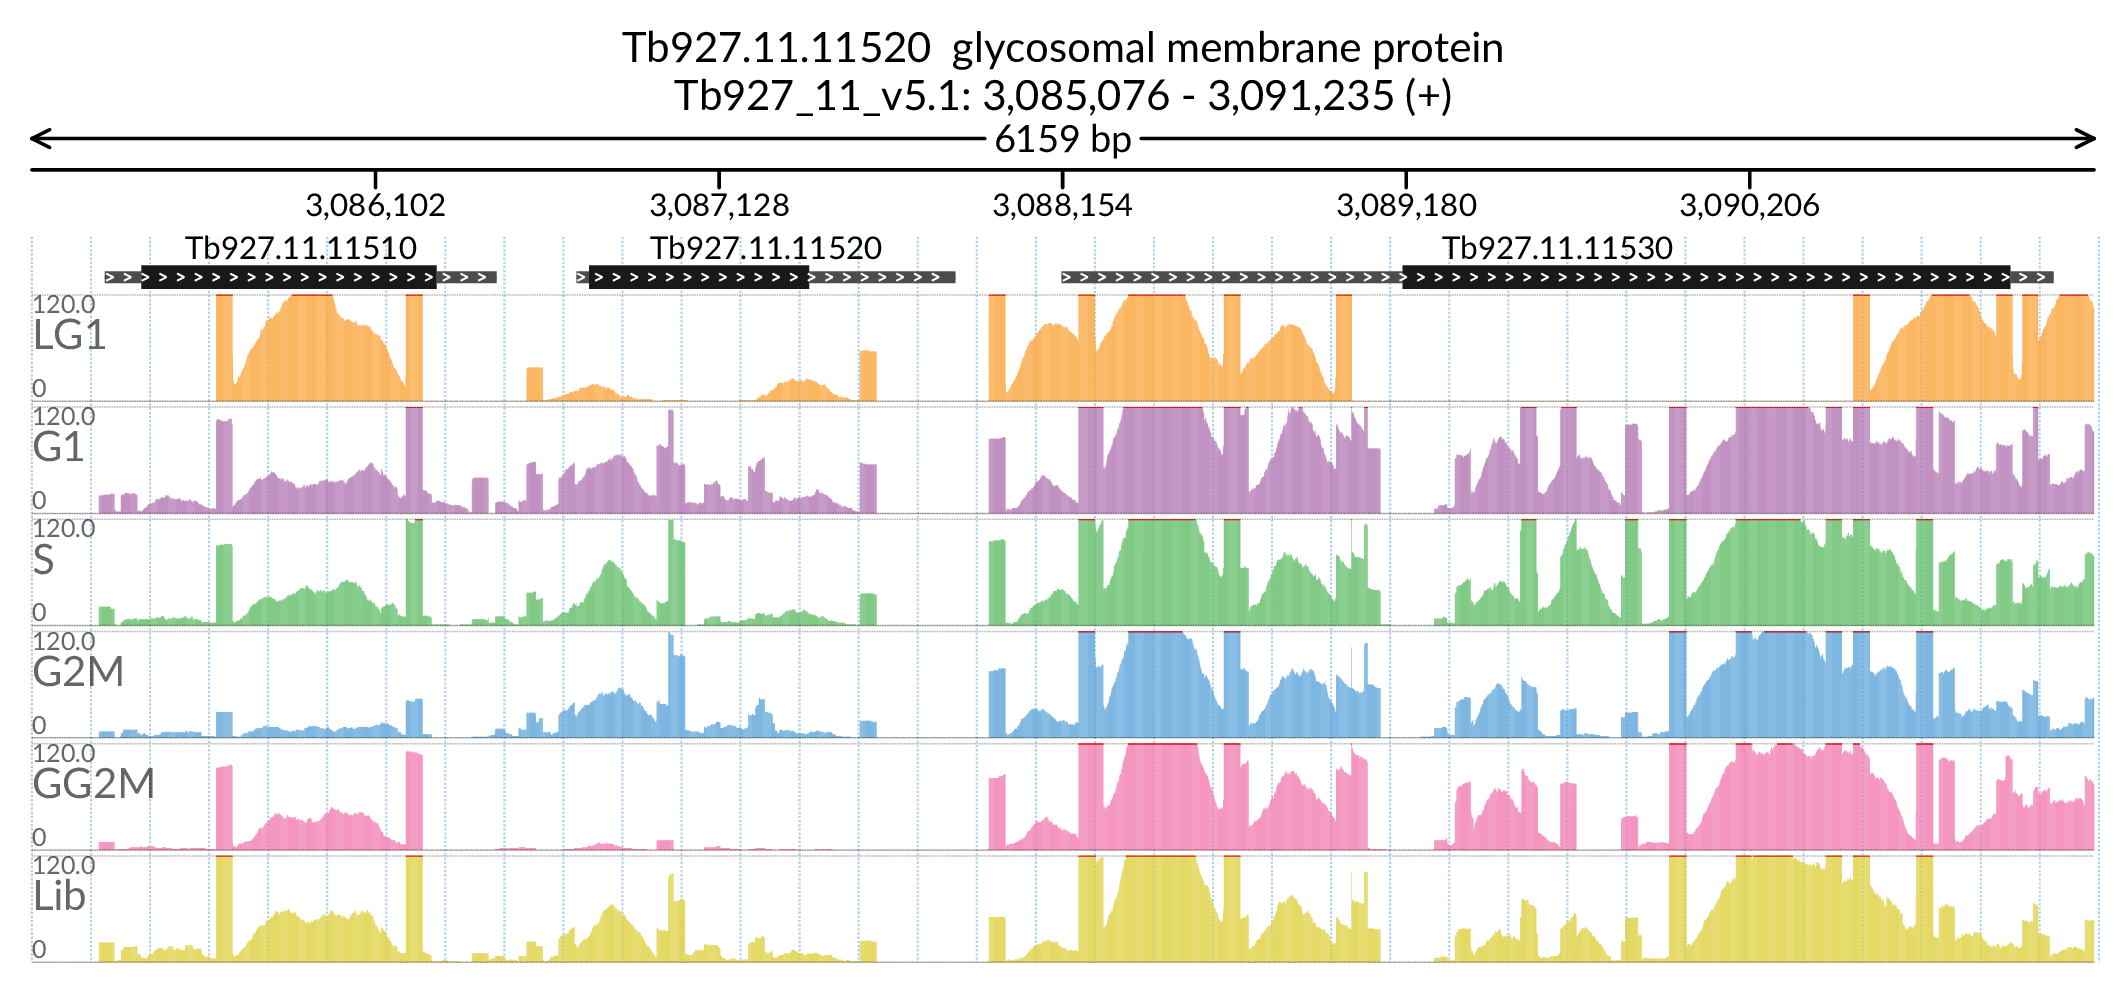 Tb927.11.11520  glycosomal membrane protein
Tb927_11_v5.1: 3,085,076 - 3,091,235 (+)
6159 bp
3,086,102 3,087,128 3,088,154 3,089,180 3,090,206
Tb927.11.11510 Tb927.11.11520 Tb927.11.11530
120.0
LG1
0
120.0
G1
0
120.0
S
0
120.0
G2M
0
120.0
GG2M
0
120.0
Lib
0